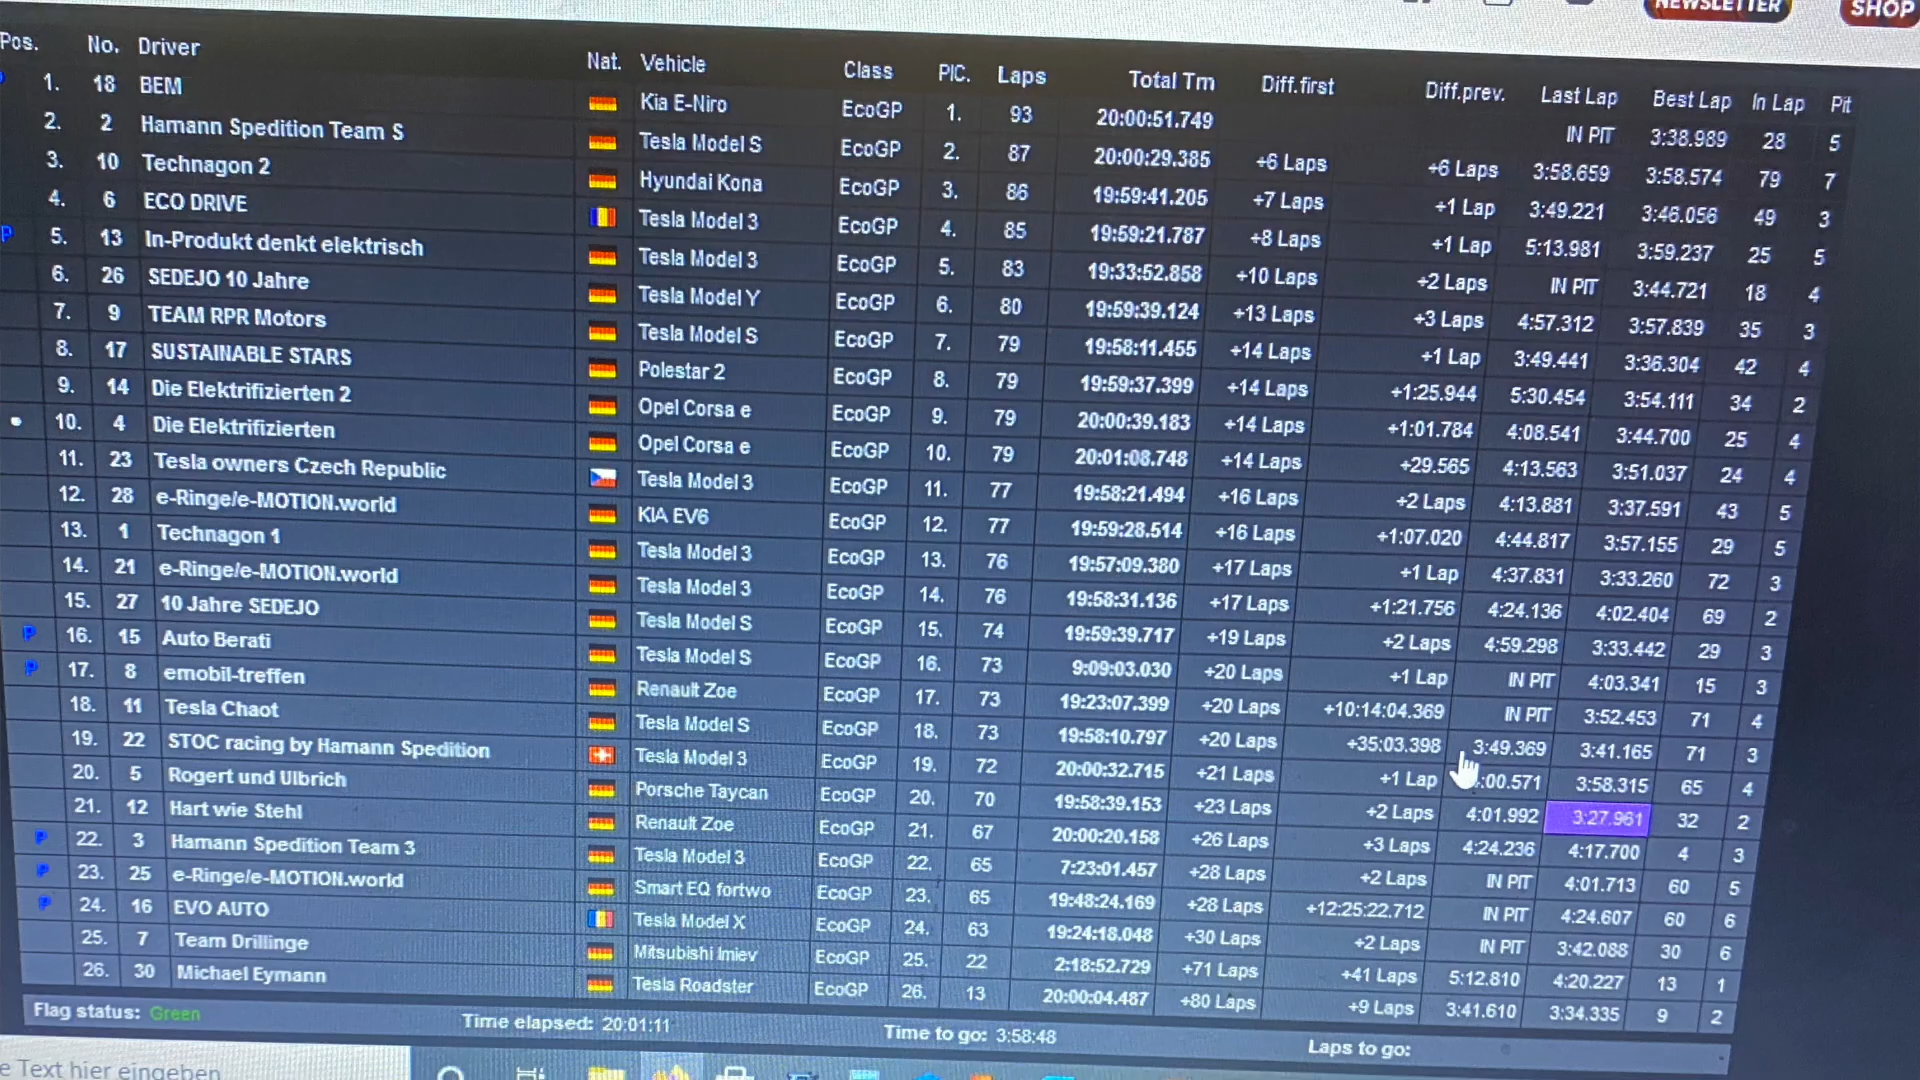 NEWSLETTER SHOP
Pos. No. Driver Nat. Vehicle Class PIC. Laps Total Tm Diff.first Diff.prev. Last Lap Best Lap In Lap Pit
1. 18 BEM Kia E-Niro EcoGP 1. 93 20:00:51.749 IN PIT 3:38.989 28 5
2. 2 Hamann Spedition Team S Tesla Model S EcoGP 2. 87 20:00:29.385 +6 Laps +6 Laps 3:58.659 3:58.574 79 7
3. 10 Technagon 2 Hyundai Kona EcoGP 3. 86 19:59:41.205 +7 Laps +1 Lap 3:49.221 3:46.056 49 3
4. 6 ECO DRIVE Tesla Model 3 EcoGP 4. 85 19:59:21.787 +8 Laps +1 Lap 5:13.981 3:59.237 25 5
P 5. 13 In-Produkt denkt elektrisch Tesla Model 3 EcoGP 5. 83 19:33:52.858 +10 Laps +2 Laps IN PIT 3:44.721 18 4
6. 26 SEDEJO 10 Jahre Tesla Model Y EcoGP 6. 80 19:59:39.124 +13 Laps +3 Laps 4:57.312 3:57.839 35 3
7. 9 TEAM RPR Motors Tesla Model S EcoGP 7. 79 19:58:11.455 +14 Laps +1 Lap 3:49.441 3:36.304 42 4
8. 17 SUSTAINABLE STARS Polestar 2 EcoGP 8. 79 19:59:37.399 +14 Laps +1:25.944 5:30.454 3:54.111 34 2
9. 14 Die Elektrifizierten 2 Opel Corsa e EcoGP 9. 79 20:00:39.183 +14 Laps +1:01.784 4:08.541 3:44.700 25 4
10. 4 Die Elektrifizierten Opel Corsa e EcoGP 10. 79 20:01:08.748 +14 Laps +29.565 4:13.563 3:51.037 24 4
11. 23 Tesla owners Czech Republic Tesla Model 3 EcoGP 11. 77 19:58:21.494 +16 Laps +2 Laps 4:13.881 3:37.591 43 5
12. 28 e-Ringe/e-MOTION.world KIA EV6 EcoGP 12. 77 19:59:28.514 +16 Laps +1:07.020 4:44.817 3:57.155 29 5
13. 1 Technagon 1 Tesla Model 3 EcoGP 13. 76 19:57:09.380 +17 Laps +1 Lap 4:37.831 3:33.260 72 3
14. 21 e-Ringe/e-MOTION.world Tesla Model 3 EcoGP 14. 76 19:58:31.136 +17 Laps +1:21.756 4:24.136 4:02.404 69 2
15. 27 10 Jahre SEDEJO Tesla Model S EcoGP 15. 74 19:59:39.717 +19 Laps +2 Laps 4:59.298 3:33.442 29 3
P 16. 15 Auto Berati Tesla Model S EcoGP 16. 73 9:09:03.030 +20 Laps +1 Lap IN PIT 4:03.341 15 3
P 17. 8 emobil-treffen Renault Zoe EcoGP 17. 73 19:23:07.399 +20 Laps +10:14:04.369 IN PIT 3:52.453 71 4
18. 11 Tesla Chaot Tesla Model S EcoGP 18. 73 19:58:10.797 +20 Laps +35:03.398 3:49.369 3:41.165 71 3
19. 22 STOC racing by Hamann Spedition Tesla Model 3 EcoGP 19. 72 20:00:32.715 +21 Laps +1 Lap :00.571 3:58.315 65 4
20. 5 Rogert und Ulbrich Porsche Taycan EcoGP 20. 70 19:58:39.153 +23 Laps +2 Laps 4:01.992 3:27.961 32 2
21. 12 Hart wie Stehl Renault Zoe EcoGP 21. 67 20:00:20.158 +26 Laps +3 Laps 4:24.236 4:17.700 4 3
P 22. 3 Hamann Spedition Team 3 Tesla Model 3 EcoGP 22. 65 7:23:01.457 +28 Laps +2 Laps IN PIT 4:01.713 60 5
P 23. 25 e-Ringe/e-MOTION.world Smart EQ fortwo EcoGP 23. 65 19:48:24.169 +28 Laps +12:25:22.712 IN PIT 4:24.607 60 6
P 24. 16 EVO AUTO Tesla Model X EcoGP 24. 63 19:24:18.048 +30 Laps +2 Laps IN PIT 3:42.088 30 6
25. 7 Team Drillinge Mitsubishi Imiev EcoGP 25. 22 2:18:52.729 +71 Laps +41 Laps 5:12.810 4:20.227 13 1
26. 30 Michael Eymann Tesla Roadster EcoGP 26. 13 20:00:04.487 +80 Laps +9 Laps 3:41.610 3:34.335 9 2
Flag status: Green Time elapsed: 20:01:11 Time to go: 3:58:48 Laps to go:
e Text hier eingeben